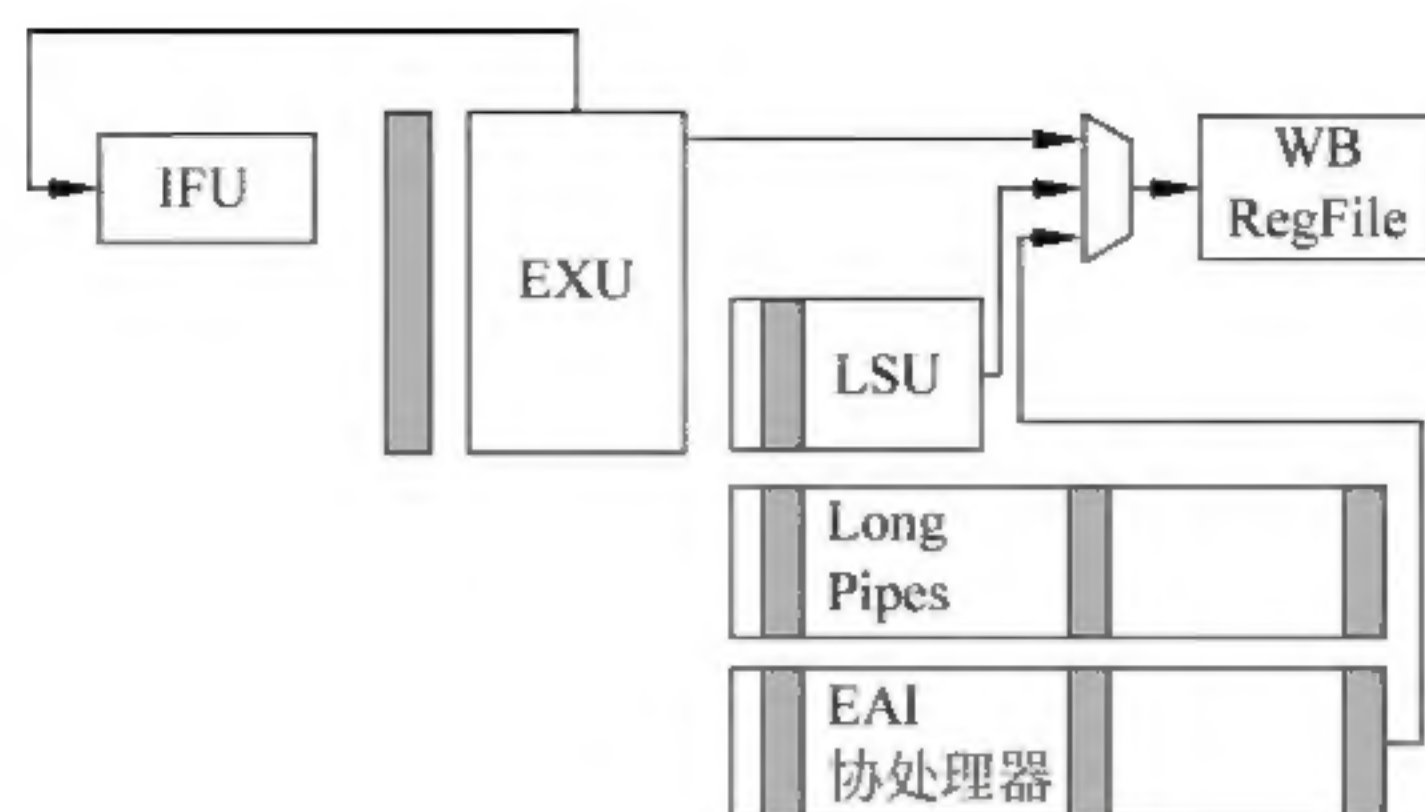 IFU
EXU
WB
RegFile
LSU
Long
Pipes
EAI
协处理器